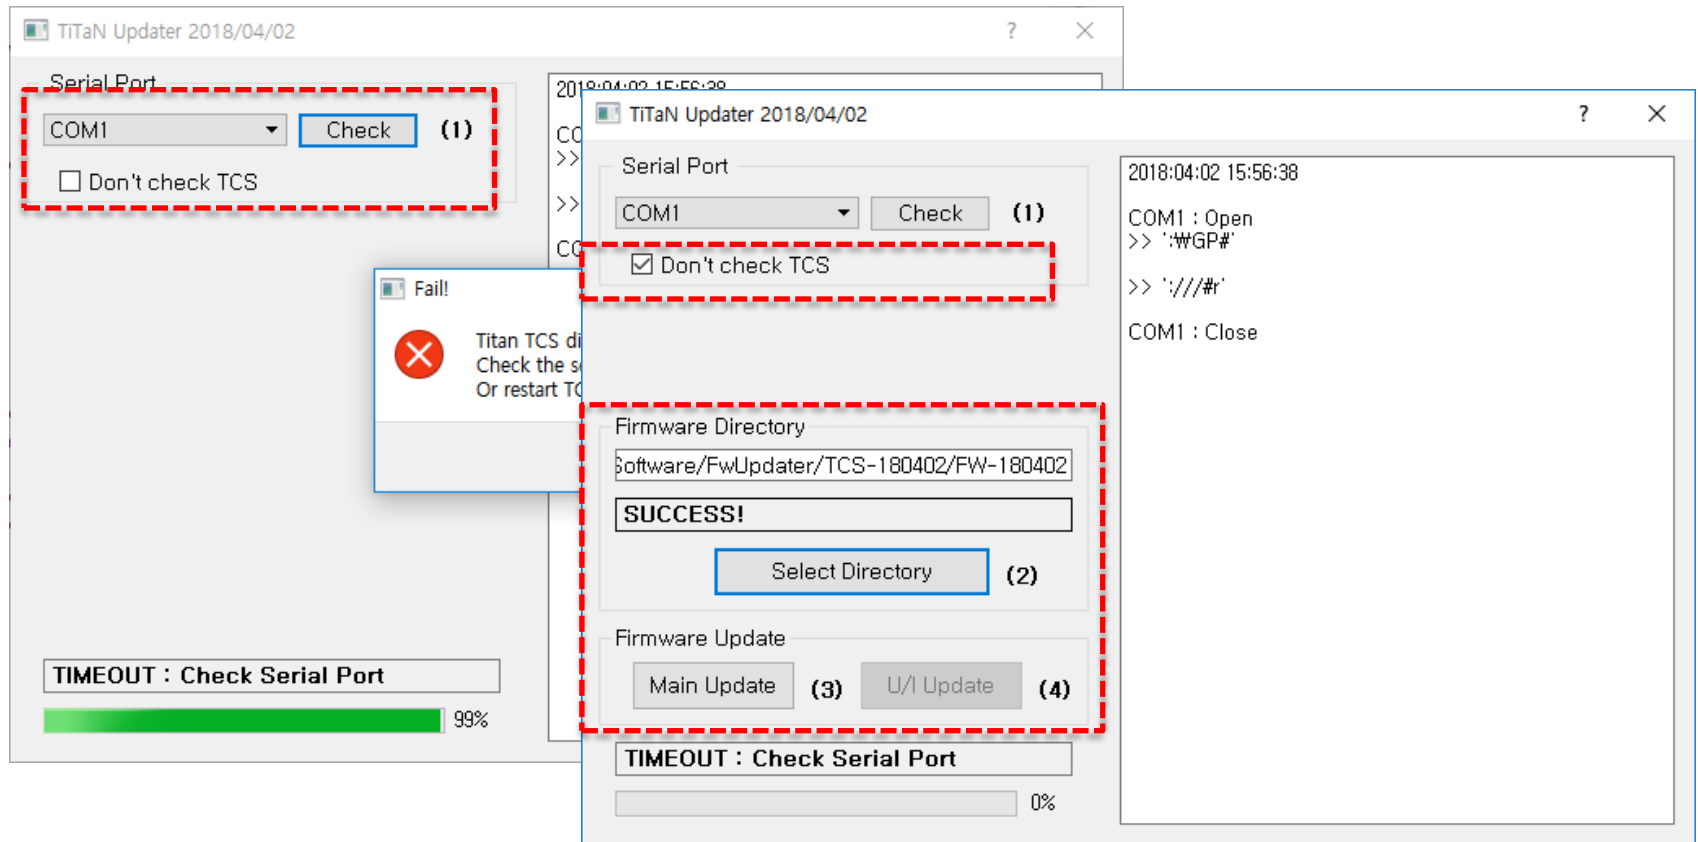 TiTaN Updater 2018/04/02
?
Serial Port
COM1
Check
(1)
Don't check TCS
2018:04:02 15:56:38
>>
>>
Fail!
Titan TCS
Check the
Or restart
TIMEOUT : Check Serial Port
99%
TiTaN Updater 2018/04/02
?
Serial Port
COM1
Check
(1)
Don't check TCS
Firmware Directory
Software/FwUpdater/TCS-180402/FW-180402
SUCCESS!
Select Directory
(2)
Firmware Update
Main Update
(3)
U/I Update
(4)
TIMEOUT : Check Serial Port
0%
2018:04:02 15:56:38
COM1 : Open
>> ':₩GP#'
>> ':///#r'
COM1 : Close